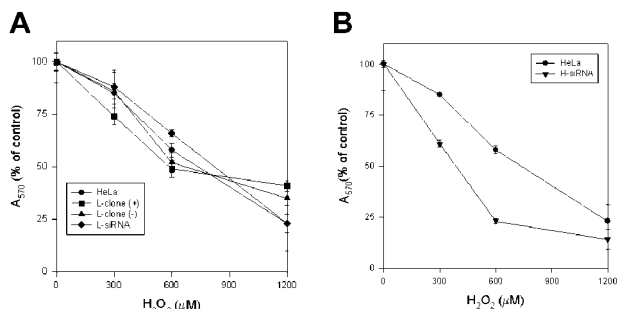 A
B
100
75
50
25
0
A570 (% of control)
HeLa
L-clone (+)
L-clone (-)
L-siRNA
0
300
600
900
1200
H2O2 (μM)
100
75
50
25
0
A570(% of control)
HeLa
H-siRNA
0
300
600
900
1200
H2O2 (μM)